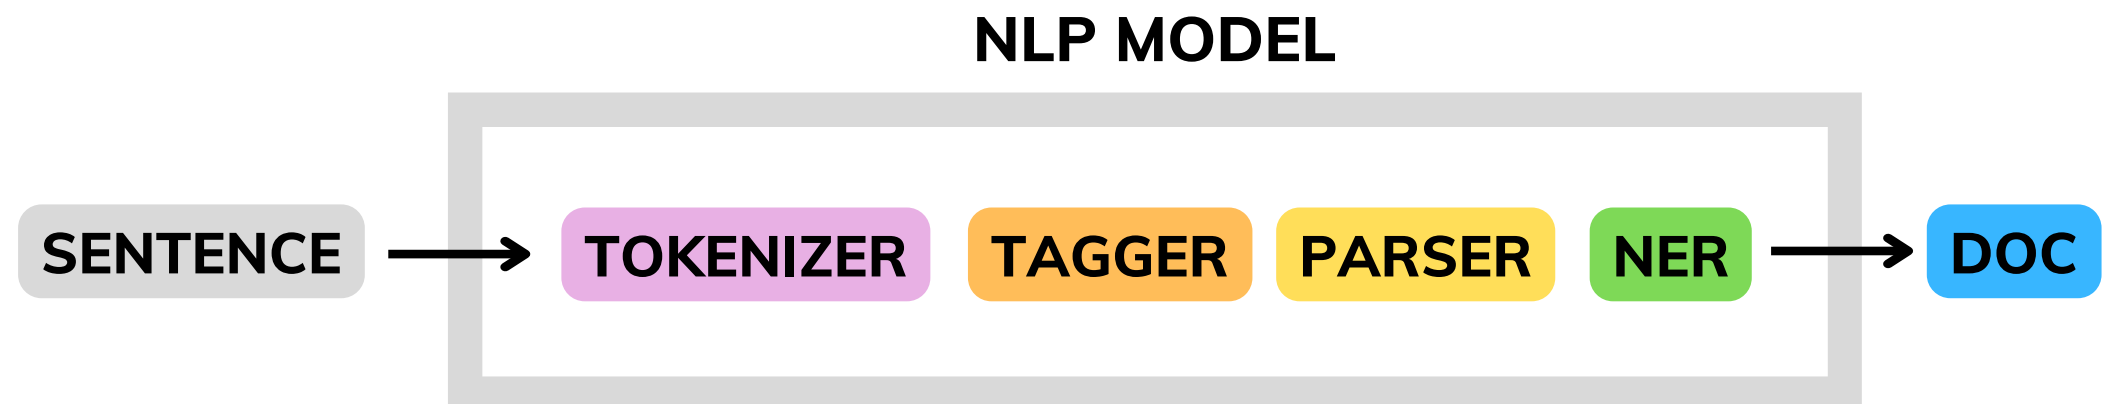 NLP MODEL
SENTENCE TOKENIZER TAGGER PARSER NER DOC